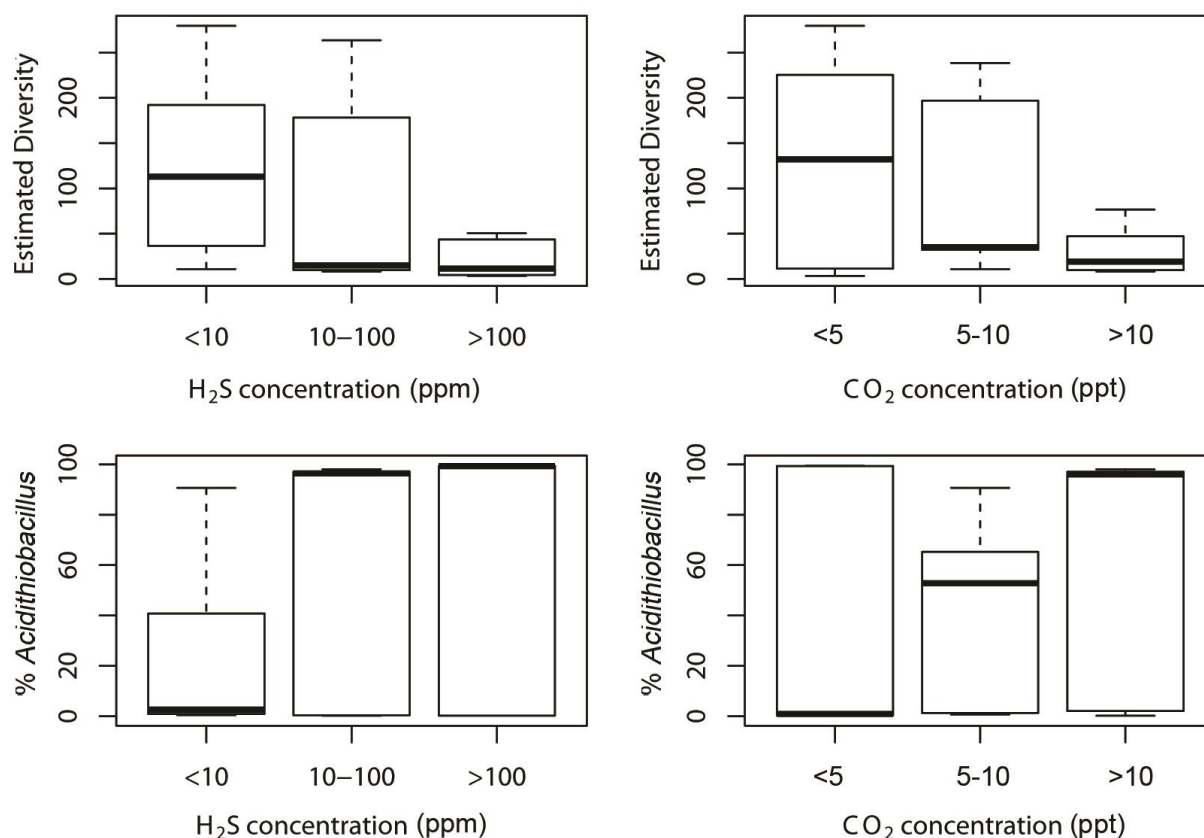 Estimated Diversity
200
100
0
<10 10–100 >100
H₂S concentration (ppm)
Estimated Diversity
200
100
0
<5 5-10 >10
CO₂ concentration (ppt)
% Acidithiobacillus
100
60
20
0
<10 10–100 >100
H₂S concentration (ppm)
% Acidithiobacillus
100
60
20
0
<5 5-10 >10
CO₂ concentration (ppt)